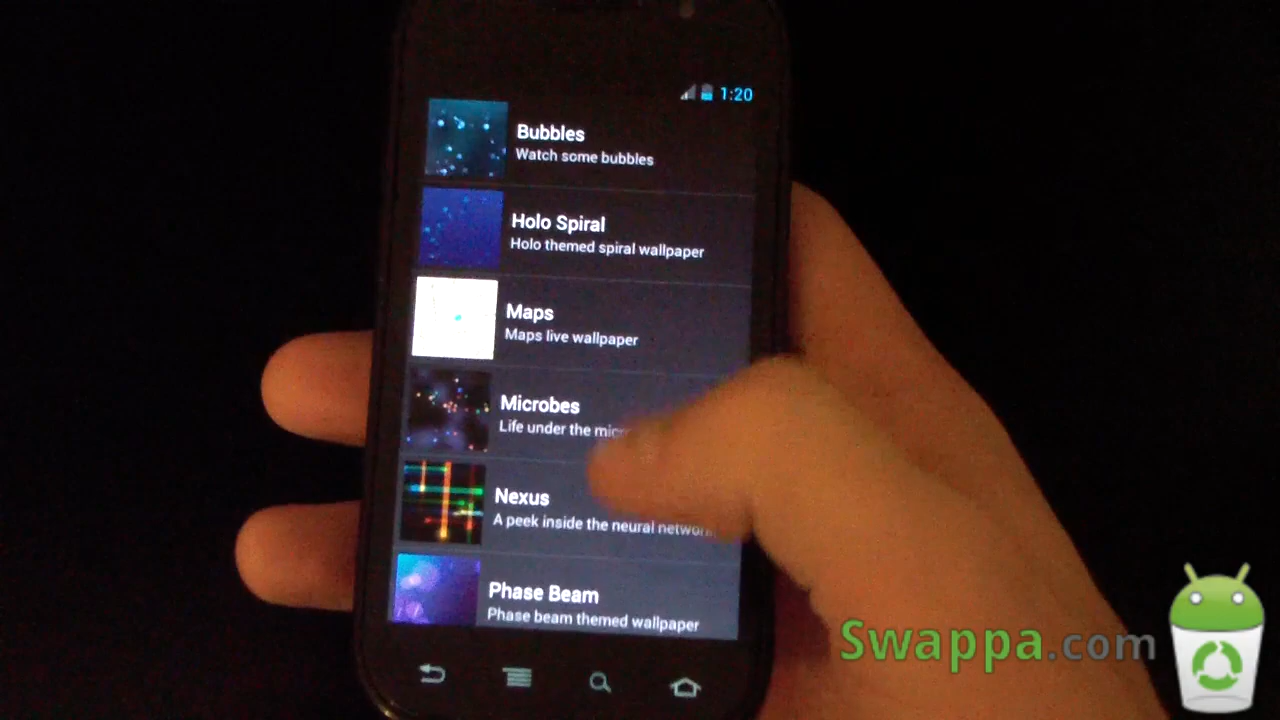 1:20
Bubbles
Watch some bubbles
Holo Spiral
Holo themed spiral wallpaper
Maps
Maps live wallpaper
Microbes
Life under the
Nexus
A peek inside the neural
Phase Beam
Phase beam themed wallpaper
Swappa.com